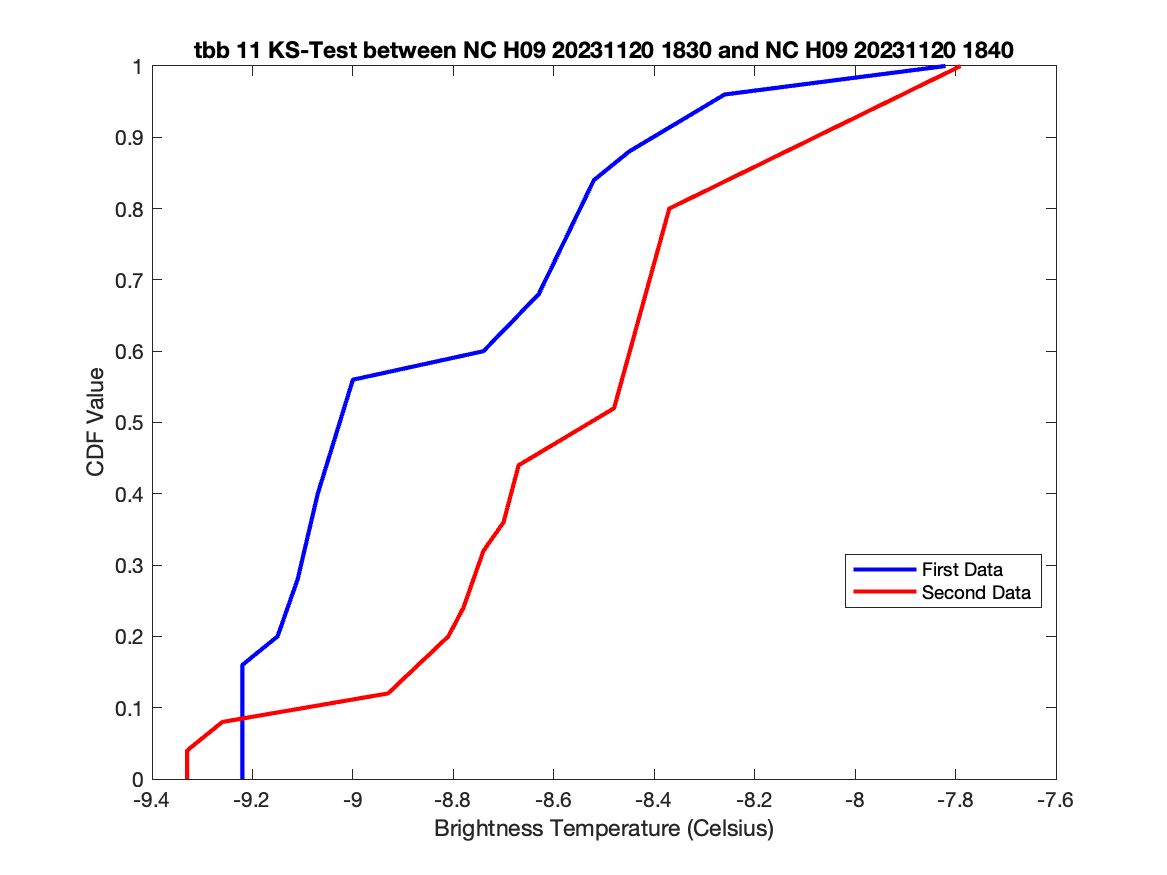 tbb 11 KS-Test between NC H09 20231120 1830 and NC H09 20231120 1840
1
0.9
0.8
0.7
0.6
0.5
0.4
0.3
0.2
0.1
0
CDF Value
First Data
Second Data
-9.4 -9.2 -9 -8.8 -8.6 -8.4 -8.2 -8 -7.8 -7.6
Brightness Temperature (Celsius)